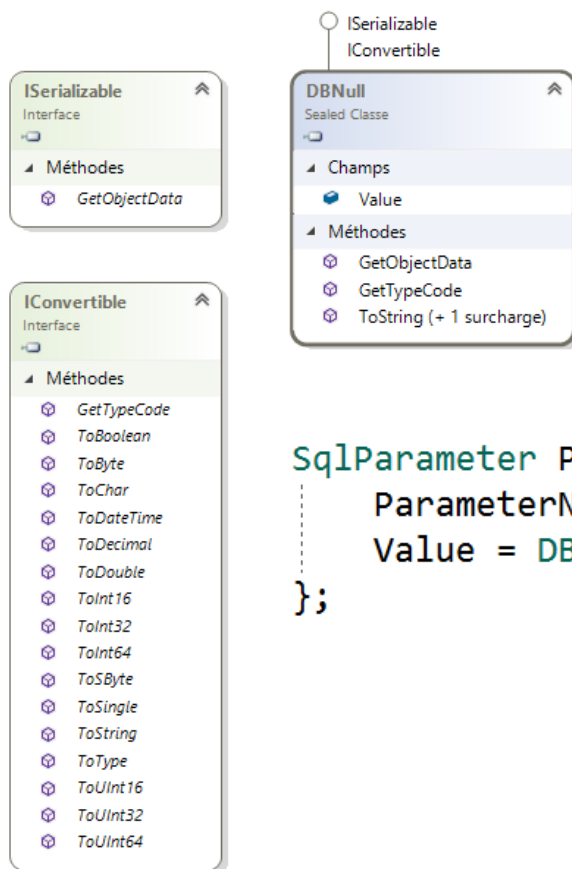 ISerializable
Interface
Méthodes
GetObjectData
IConvertible
Interface
Méthodes
GetTypeCode
ToBoolean
ToByte
ToChar
ToDateTime
ToDecimal
ToDouble
ToInt16
ToInt32
ToInt64
ToSByte
ToSingle
ToString
ToType
ToUInt16
ToUInt32
ToUInt64
ISerializable
IConvertible
DBNull
Sealed Classe
Champs
Value
Méthodes
GetObjectData
GetTypeCode
ToString (+ 1 surcharge)
SqlParameter P
ParameterN
Value = DB
};